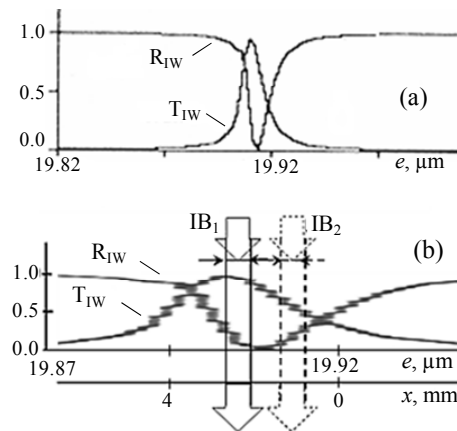 1.0
R_IW
0.5
(a)
T_IW
0.0
19.82
19.92
e, μm
IB_1
IB_2
(b)
R_IW
1.0
T_IW
0.5
0.0
19.87
19.92
e, μm
4
0
x, mm